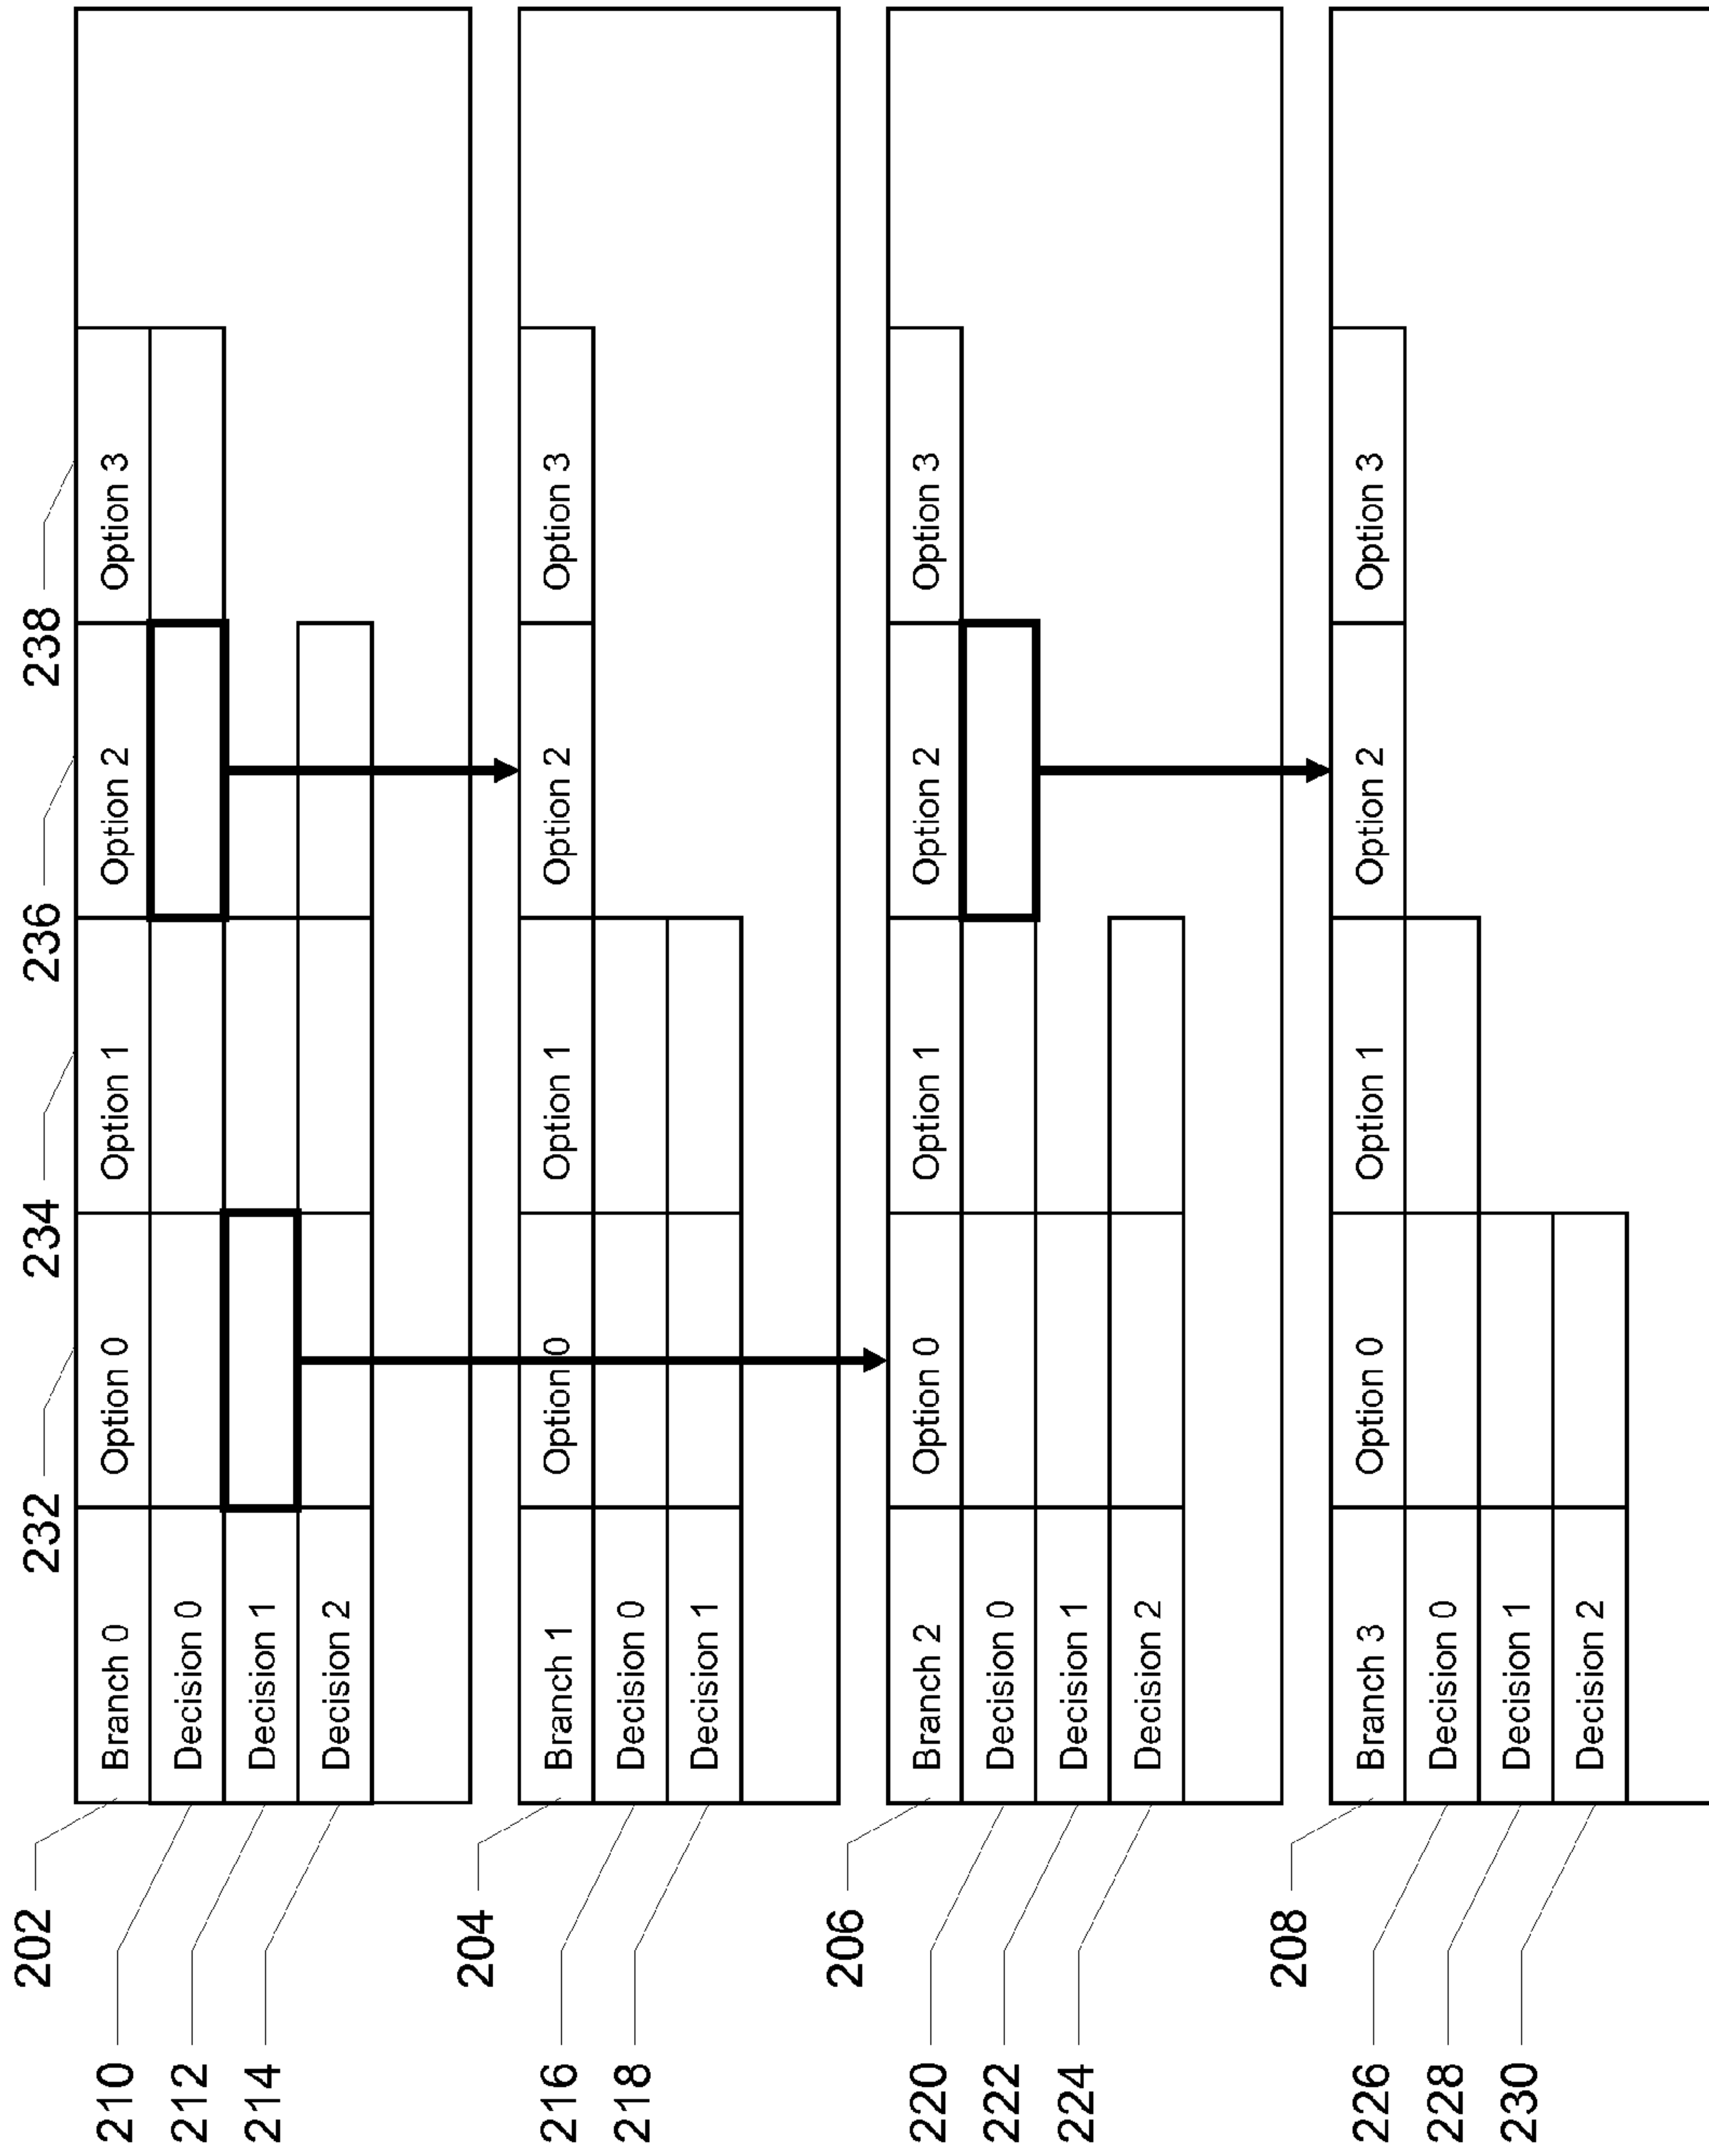 232 234 236 238
202 Branch 0 Option 0 Option 1 Option 2 Option 3
210 Decision 0
212 Decision 1
214 Decision 2
204 Branch 1 Option 0 Option 1 Option 2 Option 3
216 Decision 0
218 Decision 1
206 Branch 2 Option 0 Option 1 Option 2 Option 3
220 Decision 0
222 Decision 1
224 Decision 2
208 Branch 3 Option 0 Option 1 Option 2 Option 3
226 Decision 0
228 Decision 1
230 Decision 2